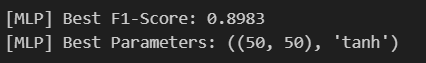 [MLP] Best F1-Score: 0.8983
[MLP] Best Parameters: ((50, 50), 'tanh')